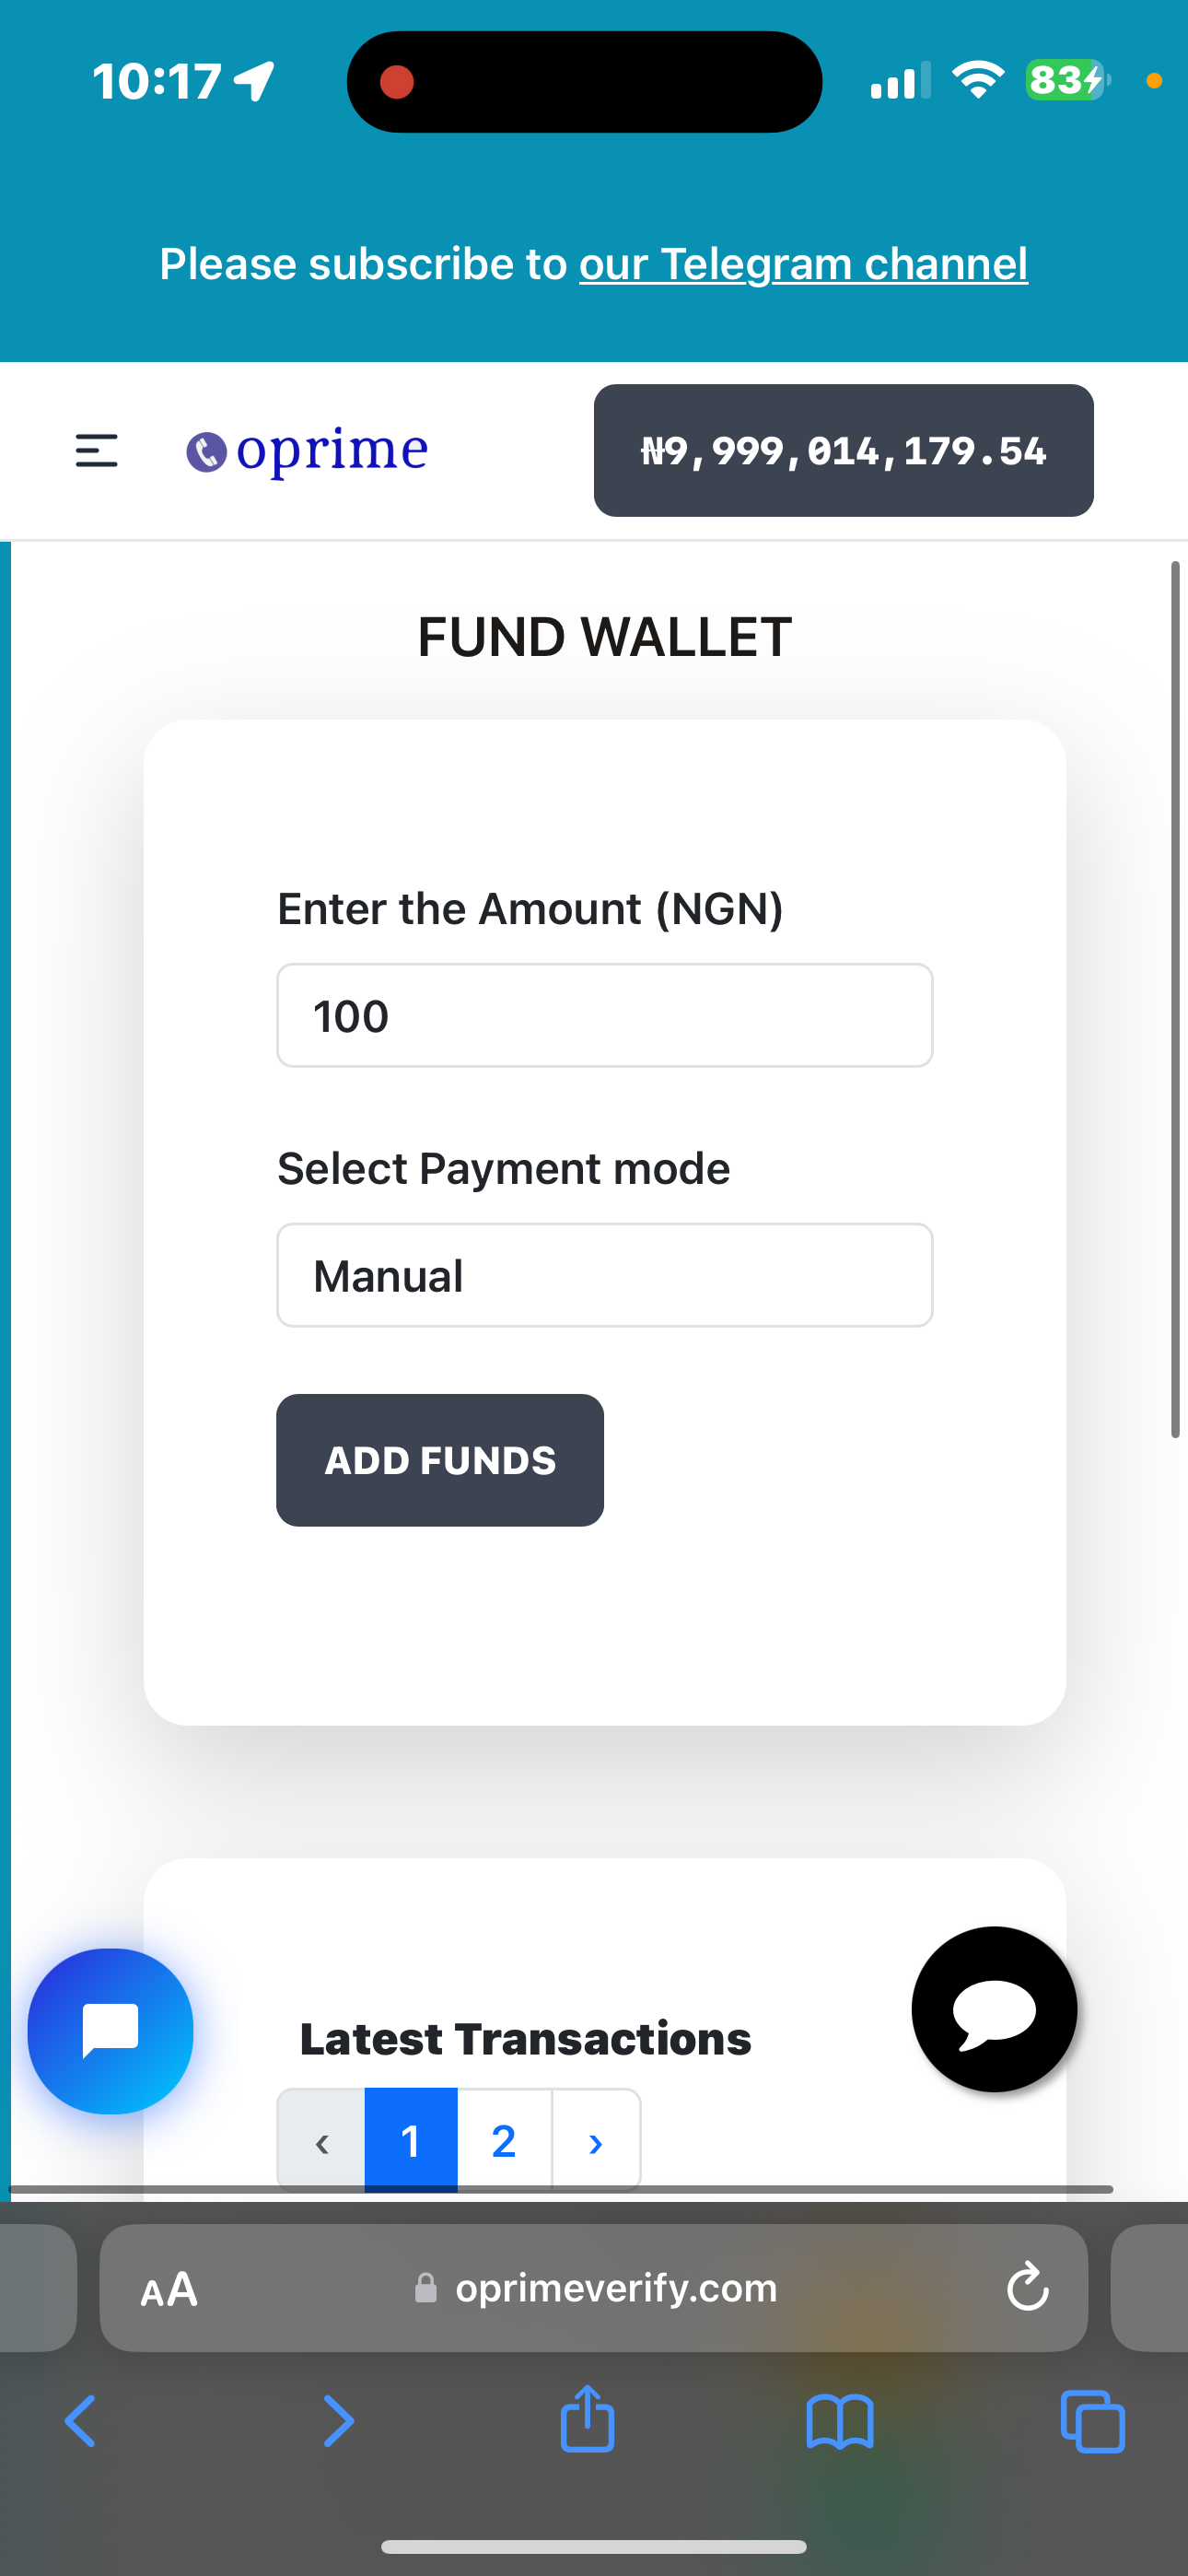 10:17
83
Please subscribe to our Telegram channel
oprime
₦9,999,014,179.54
FUND WALLET
Enter the Amount (NGN)
100
Select Payment mode
Manual
ADD FUNDS
Latest Transactions
‹ 1 2 ›
AA oprimeverify.com